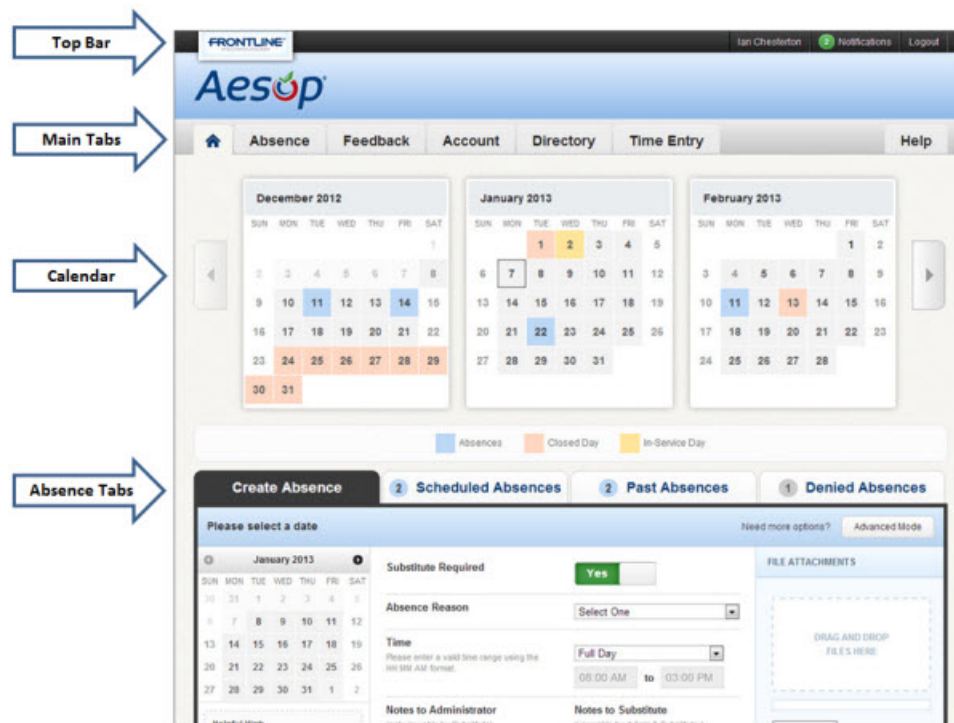 Top Bar
FRONTLINE
Ian Chesterton 2 Notifications Logout
Aesop
Main Tabs
Absence Feedback Account Directory Time Entry Help
Calendar
December 2012
SUN MON TUE WED THU FRI SAT
1
2 3 4 5 6 7 8
9 10 11 12 13 14 15
16 17 18 19 20 21 22
23 24 25 26 27 28 29
30 31
January 2013
SUN MON TUE WED THU FRI SAT
1 2 3 4 5
6 7 8 9 10 11 12
13 14 15 16 17 18 19
20 21 22 23 24 25 26
27 28 29 30 31
February 2013
SUN MON TUE WED THU FRI SAT
1 2
3 4 5 6 7 8 9
10 11 12 13 14 15 16
17 18 19 20 21 22 23
24 25 26 27 28
Absences Closed Day In-Service Day
Absence Tabs
Create Absence 2 Scheduled Absences 2 Past Absences 1 Denied Absences
Please select a date Need more options? Advanced Mode
January 2013
SUN MON TUE WED THU FRI SAT
30 31 1 2 3 4 5
6 7 8 9 10 11 12
13 14 15 16 17 18 19
20 21 22 23 24 25 26
27 28 29 30 31 1 2
Substitute Required Yes
Absence Reason Select One
Time Full Day
Please enter a valid time range using the
HH:MM AM format.
08:00 AM to 03:00 PM
Notes to Administrator Notes to Substitute
FILE ATTACHMENTS
DRAG AND DROP
FILES HERE